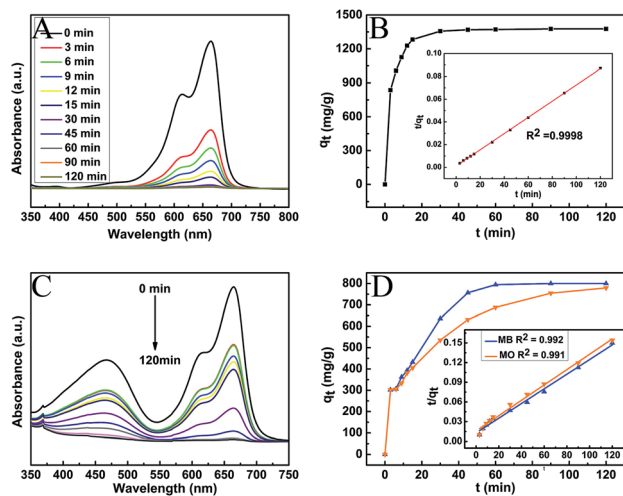 A
0 min
3 min
6 min
9 min
12 min
15 min
30 min
45 min
60 min
90 min
120 min
Absorbance (a.u.)
350 400 450 500 550 600 650 700 750 800
Wavelength (nm)
B
1500
1200
900
600
300
0
qt (mg/g)
0 20 40 60 80 100 120
t (min)
0.10
0.08
0.06
0.04
0.02
0.00
t/qt
R2 =0.9998
0 20 40 60 80 100 120
t (min)
C
0 min
120min
Absorbance (a.u.)
350 400 450 500 550 600 650 700 750
Wavelength (nm)
D
800
700
600
500
400
300
200
100
0
qt (mg/g)
0 20 40 60 80 100 120
t (min)
MB R2 = 0.992
MO R2 = 0.991
0.15
0.12
0.09
0.06
0.03
0.00
t/qt
0 20 40 60 80 100 120
t (min)